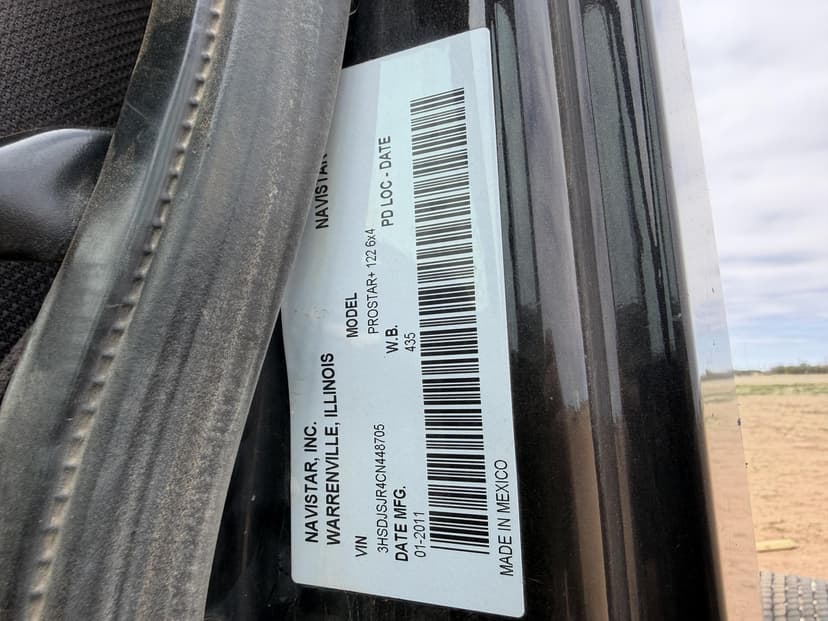 NAVISTAR, INC.
WARRENVILLE, ILLINOIS
NAVISTAR
VIN
3HSDJSJR4CN448705
MODEL
PROSTAR+ 122 6x4
DATE MFG.
01-2011
W.B.
435
PD LOC - DATE
MADE IN MEXICO